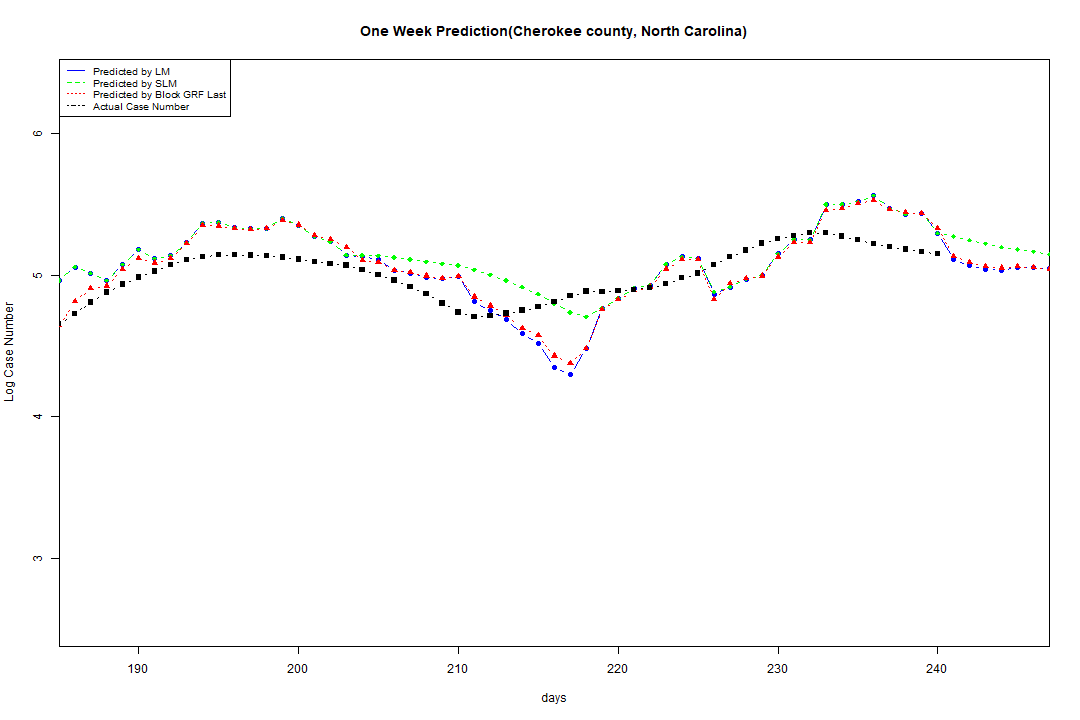 One Week Prediction(Cherokee county, North Carolina)
Predicted by LM
Predicted by SLM
Predicted by Block GRF Last
Actual Case Number
6
5
4
3
Log Case Number
190 200 210 220 230 240
days